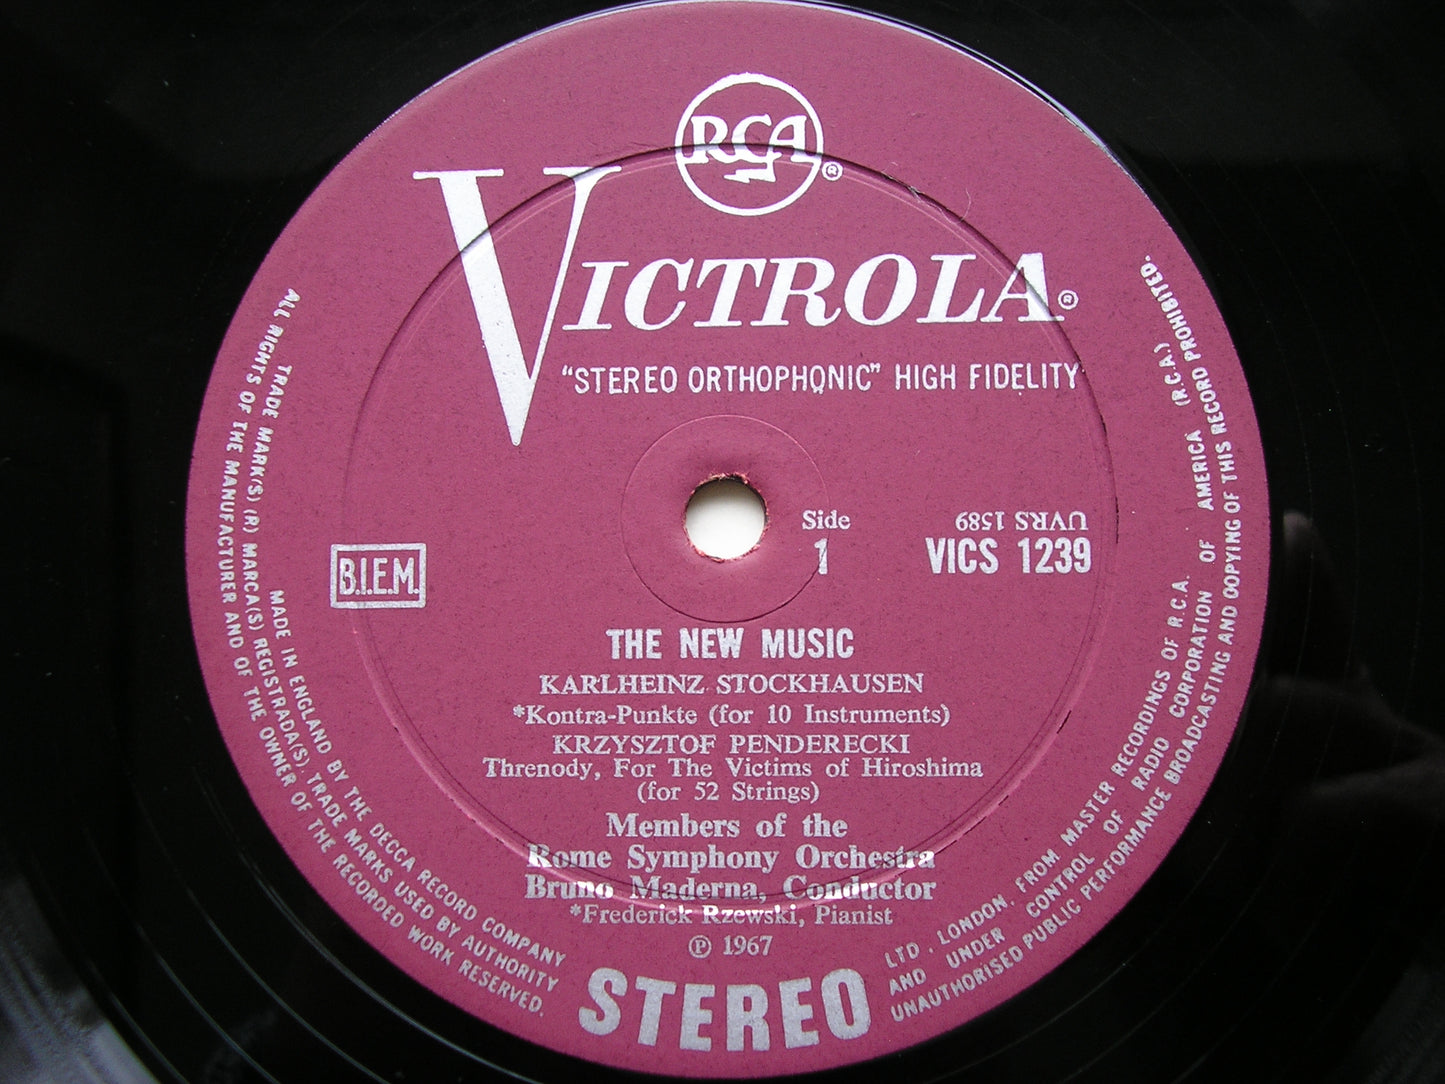 RCA ®
VICTROLA ®
"STEREO ORTHOPHONIC" HIGH FIDELITY
Side
1
UVRS 1589
VICS 1239
B.I.E.M.
THE NEW MUSIC
KARLHEINZ STOCKHAUSEN
*Kontra-Punkte (for 10 Instruments)
KRZYSZTOF PENDERECKI
Threnody, For The Victims of Hiroshima
(for 52 Strings)
Members of the
Rome Symphony Orchestra
Bruno Maderna, Conductor
*Frederick Rzewski, Pianist
℗ 1967
STEREO
TRADE MARK(S) (R) MARCA(S) REGISTRADA(S). TRADE MARKS USED BY AUTHORITY
OF RADIO CORPORATION OF AMERICA (R.C.A.)
AND UNDER CONTROL
MADE IN ENGLAND BY THE DECCA RECORD COMPANY
LTD., LONDON, FROM MASTER RECORDINGS OF R.C.A.
ALL RIGHTS OF THE MANUFACTURER AND OF THE OWNER OF THE RECORDED WORK RESERVED.
UNAUTHORISED PUBLIC PERFORMANCE BROADCASTING AND COPYING OF THIS RECORD PROHIBITED.